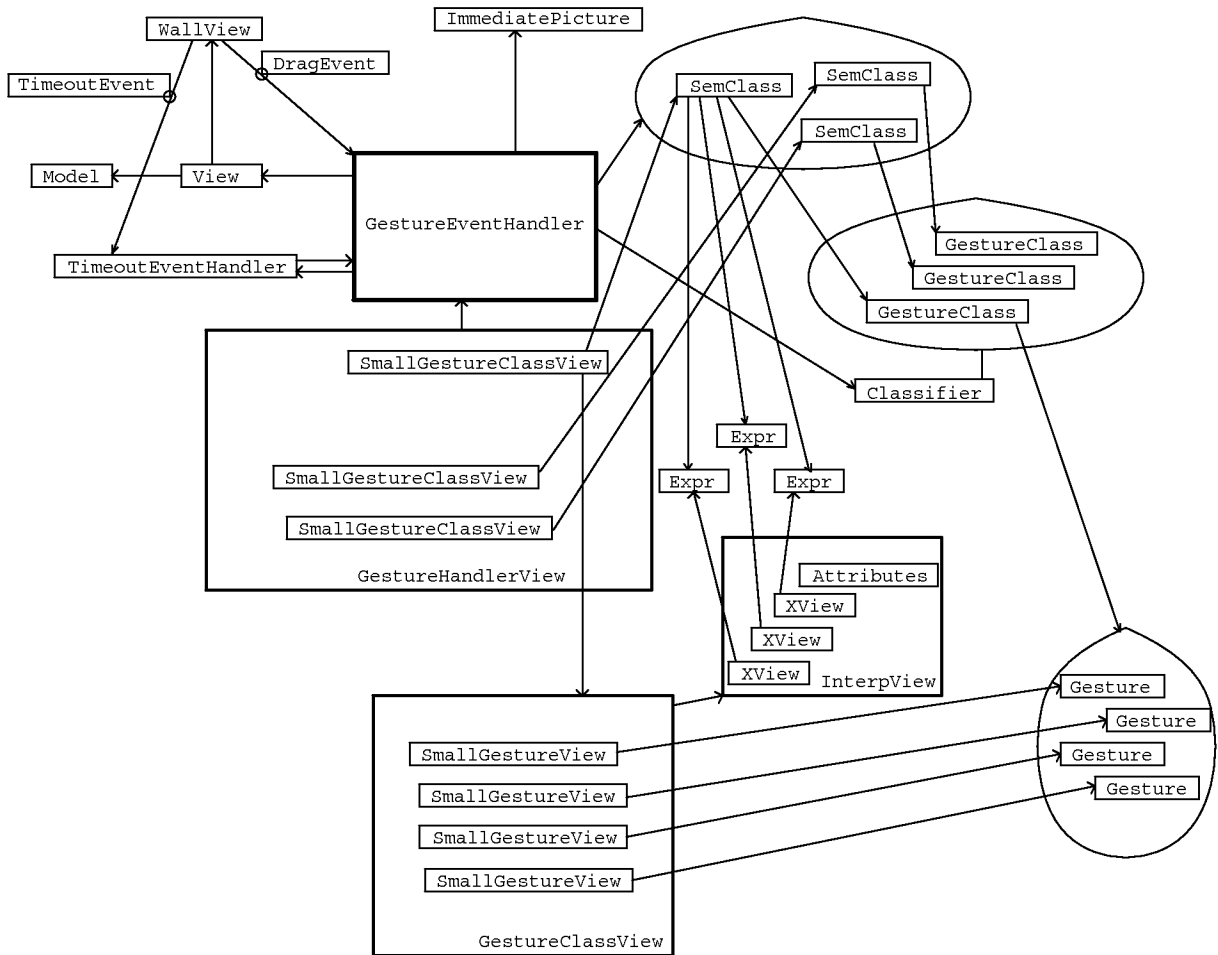 ImmediatePicture
WallView
DragEvent
TimeoutEvent
SemClass
SemClass
SemClass
Model
View
GestureEventHandler
TimeoutEventHandler
GestureClass
GestureClass
GestureClass
SmallGestureClassView
Classifier
Expr
SmallGestureClassView
Expr
Expr
SmallGestureClassView
GestureHandlerView
Attributes
XView
XView
XView
InterpView
Gesture
Gesture
SmallGestureView
Gesture
SmallGestureView
Gesture
SmallGestureView
SmallGestureView
GestureClassView